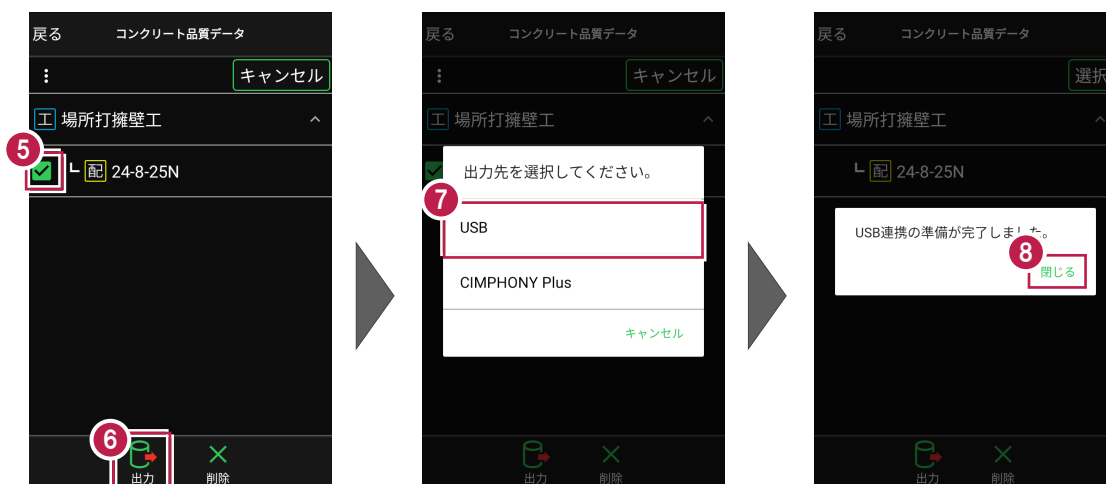 戻る
コンクリート品質データ
キャンセル
工 場所打擁壁工
5
配 24-8-25N
6
出力
削除
戻る
コンクリート品質データ
キャンセル
工 場所打擁壁工
出力先を選択してください。
7
USB
CIMPHONY Plus
キャンセル
出力
削除
戻る
コンクリート品質データ
選択
工 場所打擁壁工
配 24-8-25N
USB連携の準備が完了しました。
8
閉じる
出力
削除